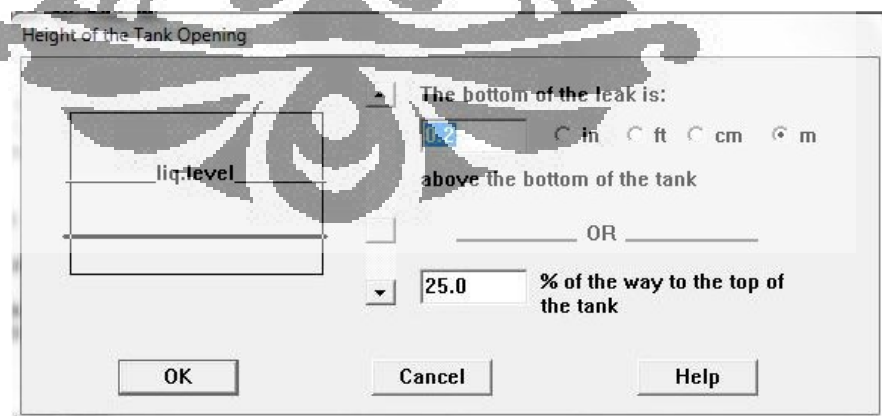 Height of the Tank Opening
The bottom of the leak is:
0.2 in ft cm m
liq.level
above the bottom of the tank
OR
25.0 % of the way to the top of
the tank
OK Cancel Help